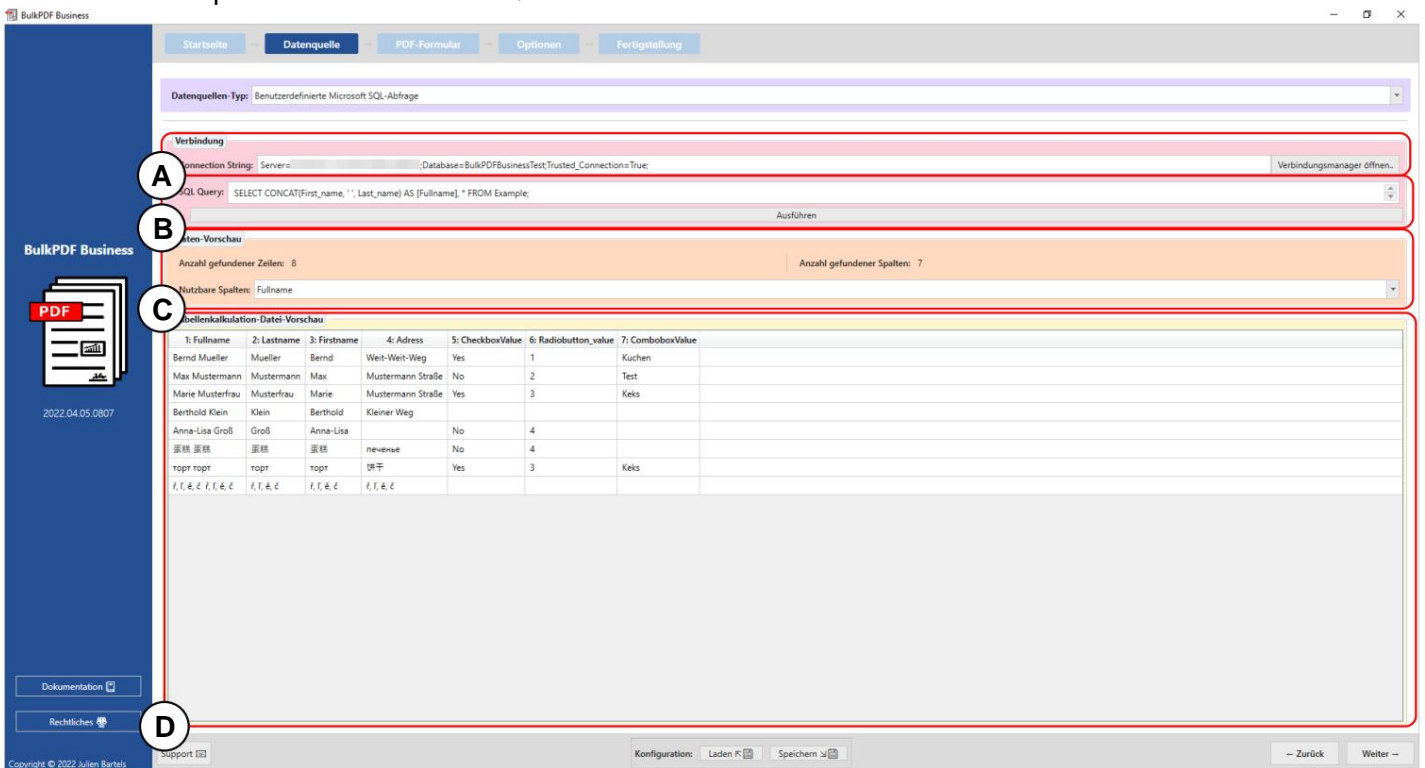 BulkPDF Business
Startseite Datenquelle PDF-Formular Optionen Fertigstellung
Datenquellen-Typ: Benutzerdefinierte Microsoft SQL-Abfrage
Verbindung
Connection String: Server= ;Database=BulkPDFBusinessTest;Trusted_Connection=True; Verbindungsmanager öffnen..
A
SQL Query: SELECT CONCAT(First_name, ' ', Last_name) AS [Fullname], * FROM Example;
Ausführen
B
Daten-Vorschau
Anzahl gefundener Zeilen: 8 Anzahl gefundener Spalten: 7
Nutzbare Spalten: Fullname
C
Tabellenkalkulation-Datei-Vorschau
1: Fullname 2: Lastname 3: Firstname 4: Adress 5: CheckboxValue 6: Radiobutton_value 7: ComboboxValue
Bernd Mueller Mueller Bernd Weit-Weit-Weg Yes 1 Kuchen
Max Mustermann Mustermann Max Mustermann Straße No 2 Test
Marie Musterfrau Musterfrau Marie Mustermann Straße Yes 3 Keks
Berthold Klein Klein Berthold Kleiner Weg
Anna-Lisa Groß Groß Anna-Lisa No 4
蛋糕 蛋糕 蛋糕 蛋糕 печенье No 4
торт торт торт торт 饼干 Yes 3 Keks
D
BulkPDF Business
PDF
2022.04.05.0807
Dokumentation
Rechtliches
Copyright © 2022 Julien Bartels
Support Konfiguration: Laden Speichern ← Zurück Weiter →